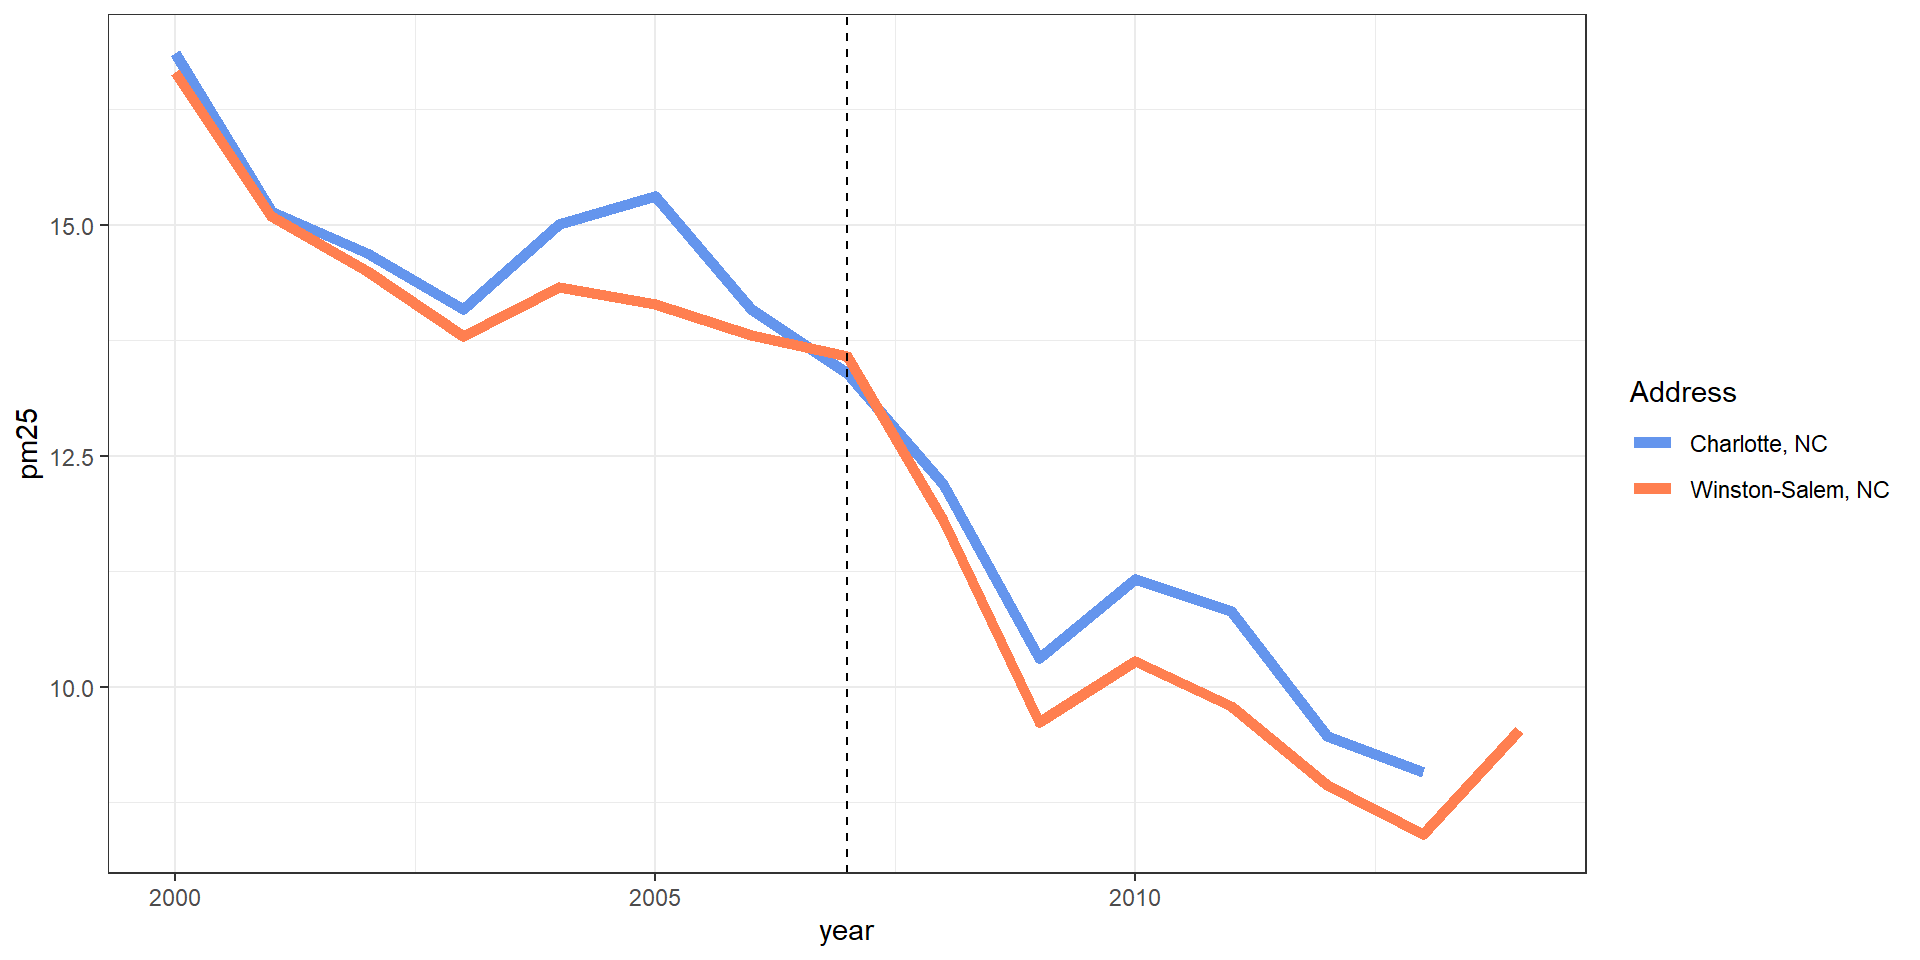 15.0
12.5
10.0
pm25
2000
2005
2010
year
Address
Charlotte, NC
Winston-Salem, NC